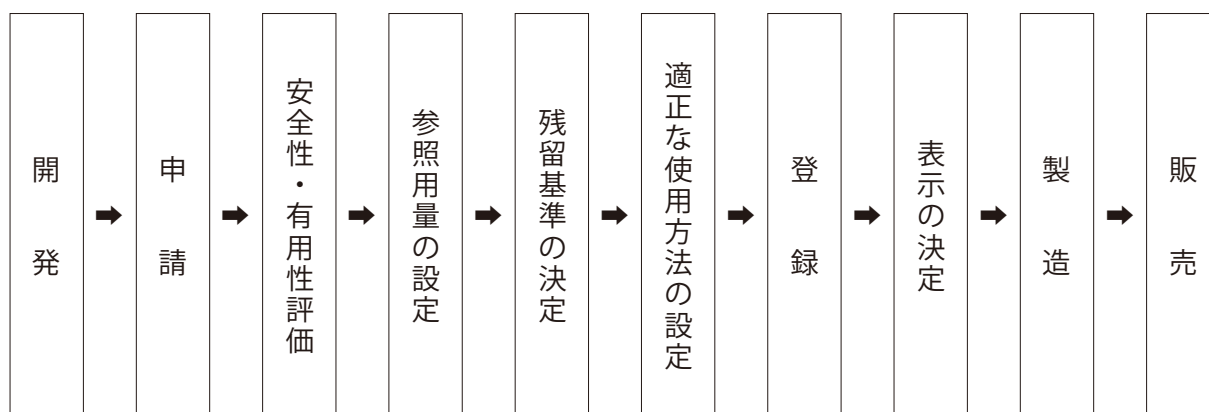 開発
申請
安全性・有用性評価
参照用量の設定
残留基準の決定
適正な使用方法の設定
登録
表示の決定
製造
販売